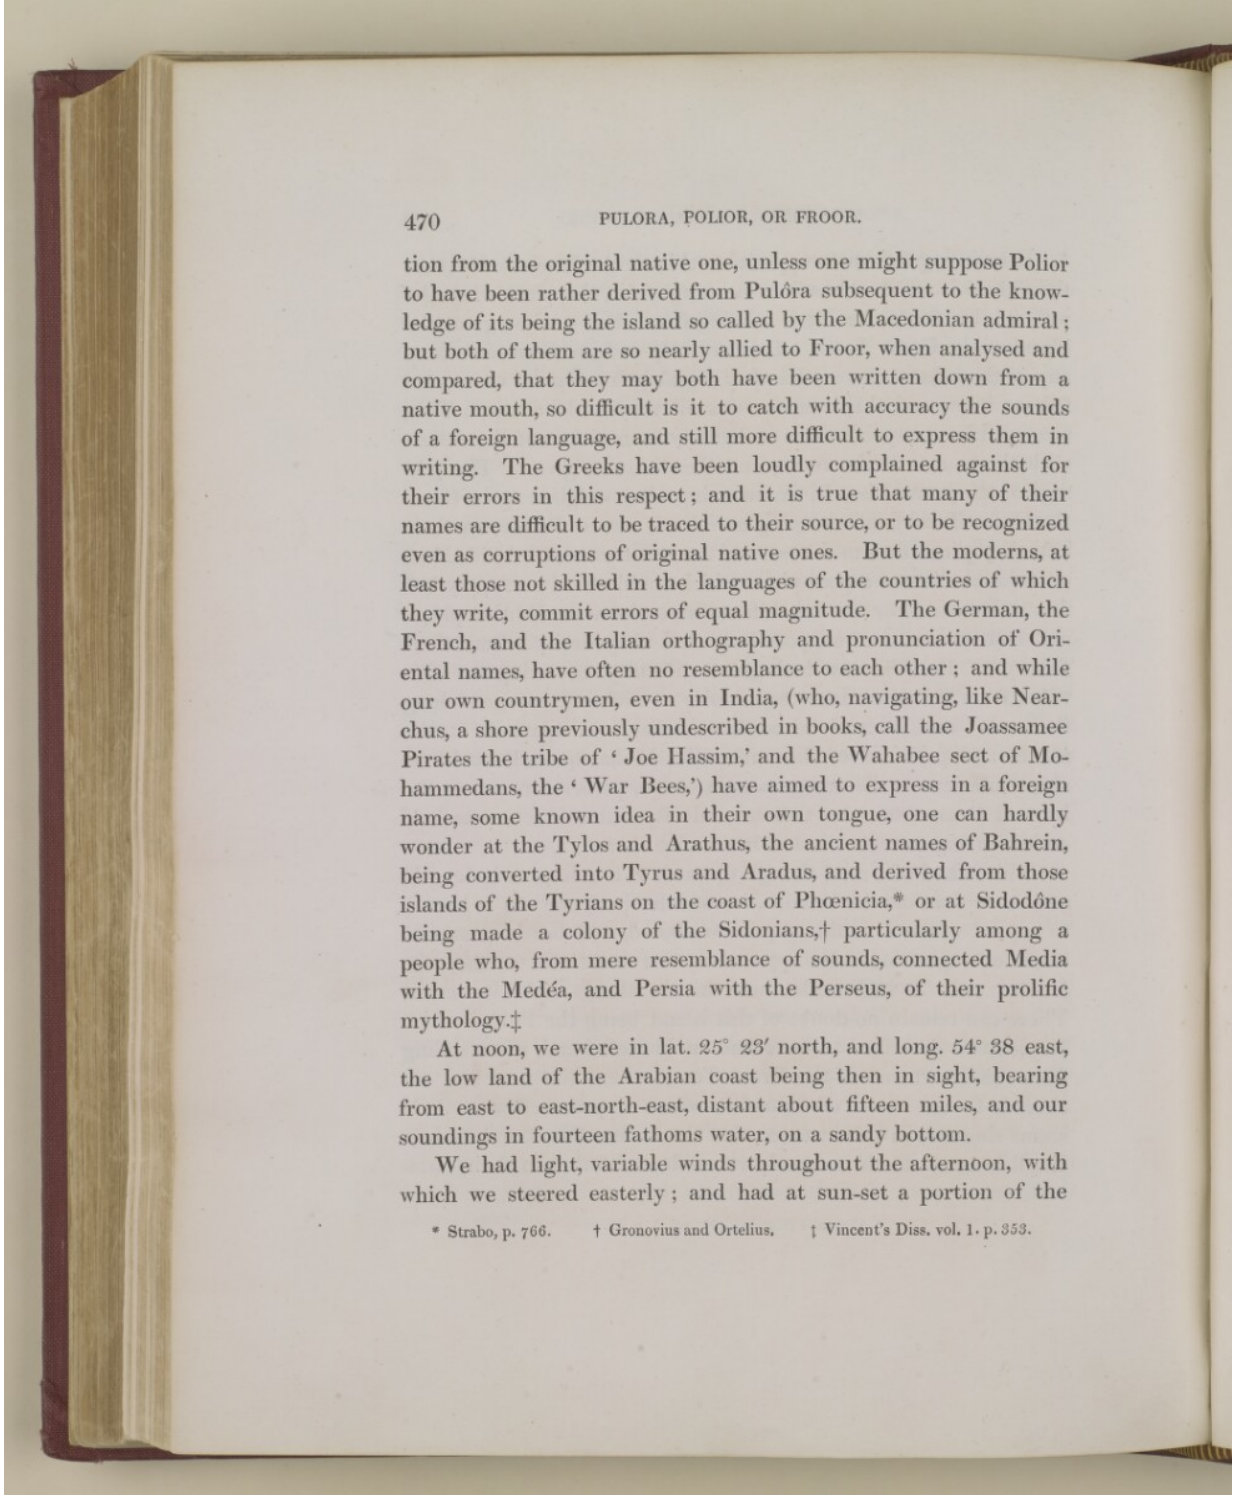 470 PULORA, POLIOR, OR FROOR.
tion from the original native one, unless one might suppose Polior
to have been rather derived from Pulôra subsequent to the know-
ledge of its being the island so called by the Macedonian admiral;
but both of them are so nearly allied to Froor, when analysed and
compared, that they may both have been written down from a
native mouth, so difficult is it to catch with accuracy the sounds
of a foreign language, and still more difficult to express them in
writing. The Greeks have been loudly complained against for
their errors in this respect; and it is true that many of their
names are difficult to be traced to their source, or to be recognized
even as corruptions of original native ones. But the moderns, at
least those not skilled in the languages of the countries of which
they write, commit errors of equal magnitude. The German, the
French, and the Italian orthography and pronunciation of Ori-
ental names, have often no resemblance to each other; and while
our own countrymen, even in India, (who, navigating, like Near-
chus, a shore previously undescribed in books, call the Joassamee
Pirates the tribe of ‘ Joe Hassim,’ and the Wahabee sect of Mo-
hammedans, the ‘ War Bees,’) have aimed to express in a foreign
name, some known idea in their own tongue, one can hardly
wonder at the Tylos and Arathus, the ancient names of Bahrein,
being converted into Tyrus and Aradus, and derived from those
islands of the Tyrians on the coast of Phœnicia,* or at Sidodône
being made a colony of the Sidonians,† particularly among a
people who, from mere resemblance of sounds, connected Media
with the Medéa, and Persia with the Perseus, of their prolific
mythology.‡
At noon, we were in lat. 25° 23′ north, and long. 54° 38 east,
the low land of the Arabian coast being then in sight, bearing
from east to east-north-east, distant about fifteen miles, and our
soundings in fourteen fathoms water, on a sandy bottom.
We had light, variable winds throughout the afternoon, with
which we steered easterly; and had at sun-set a portion of the
* Strabo, p. 766. † Gronovius and Ortelius. ‡ Vincent's Diss. vol. 1. p. 353.